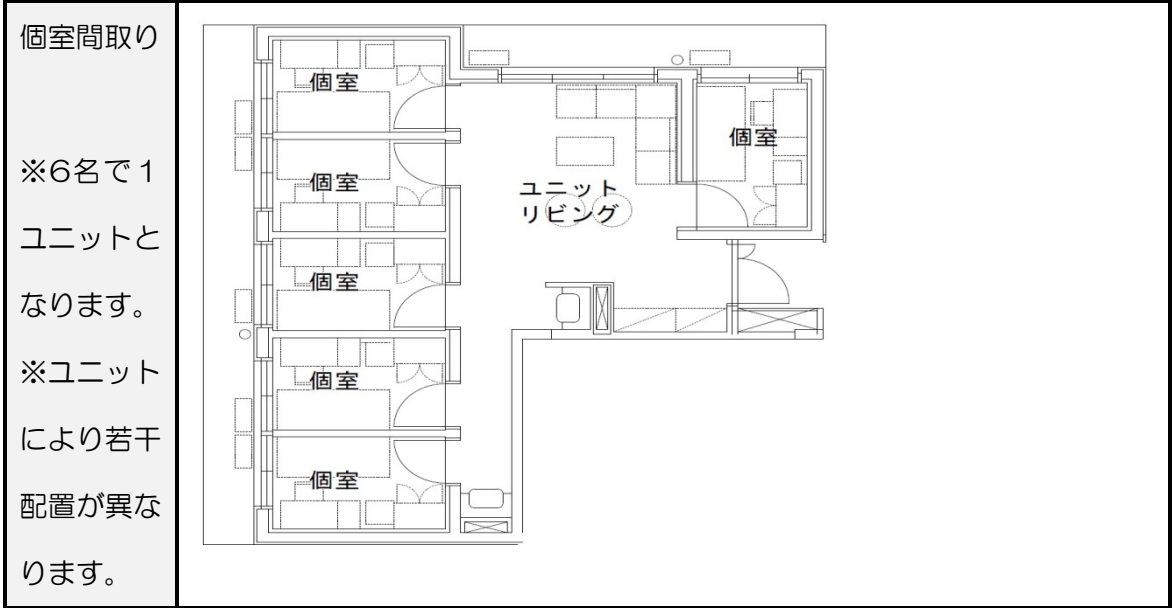 個室間取り
※6名で１
ユニットと
なります。
※ユニット
により若干
配置が異な
ります。
個室
個室
個室
個室
個室
個室
ユニット
リビング